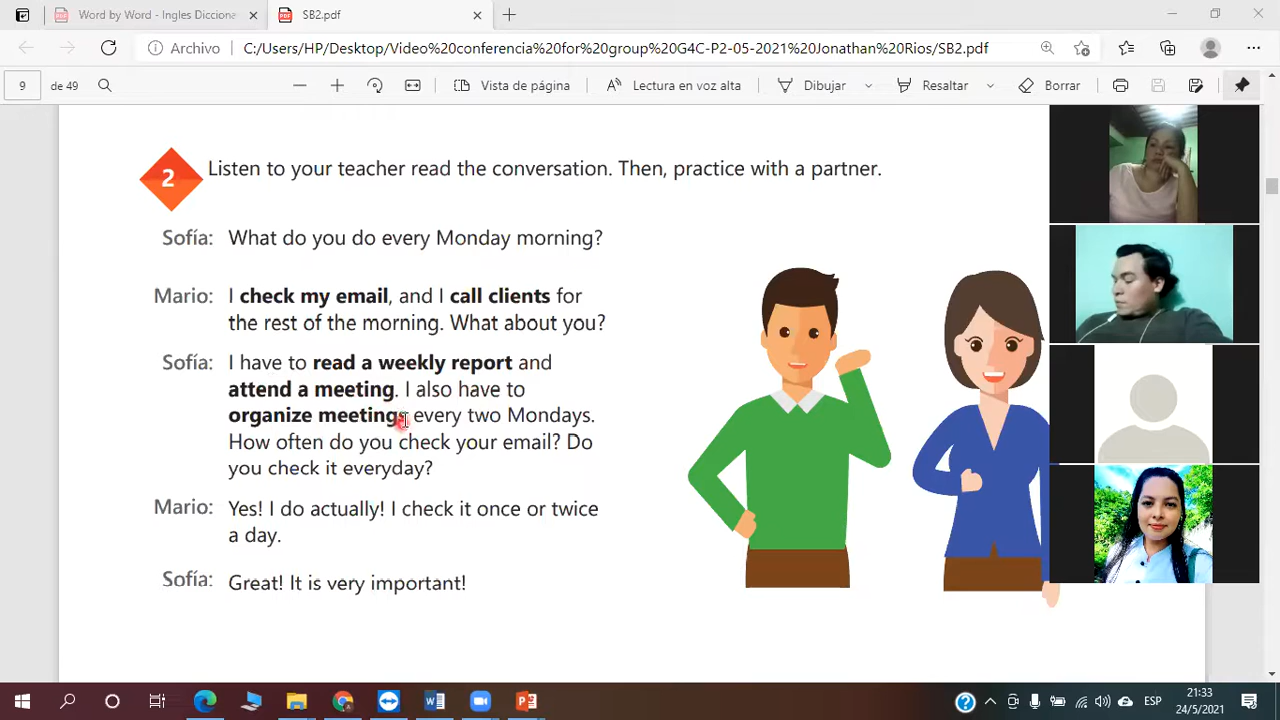 Word by Word - Ingles Dicciona
SB2.pdf
Archivo
C:/Users/HP/Desktop/Video%20conferencia%20for%20group%20G4C-P2-05-2021%20Jonathan%20Rios/SB2.pdf
9 de 49
Vista de página
Lectura en voz alta
Dibujar
Resaltar
Borrar
2 Listen to your teacher read the conversation. Then, practice with a partner.
Sofía: What do you do every Monday morning?
Mario: I check my email, and I call clients for
the rest of the morning. What about you?
Sofía: I have to read a weekly report and
attend a meeting. I also have to
organize meetings every two Mondays.
How often do you check your email? Do
you check it everyday?
Mario: Yes! I do actually! I check it once or twice
a day.
Sofía: Great! It is very important!
ESP
21:33
24/5/2021